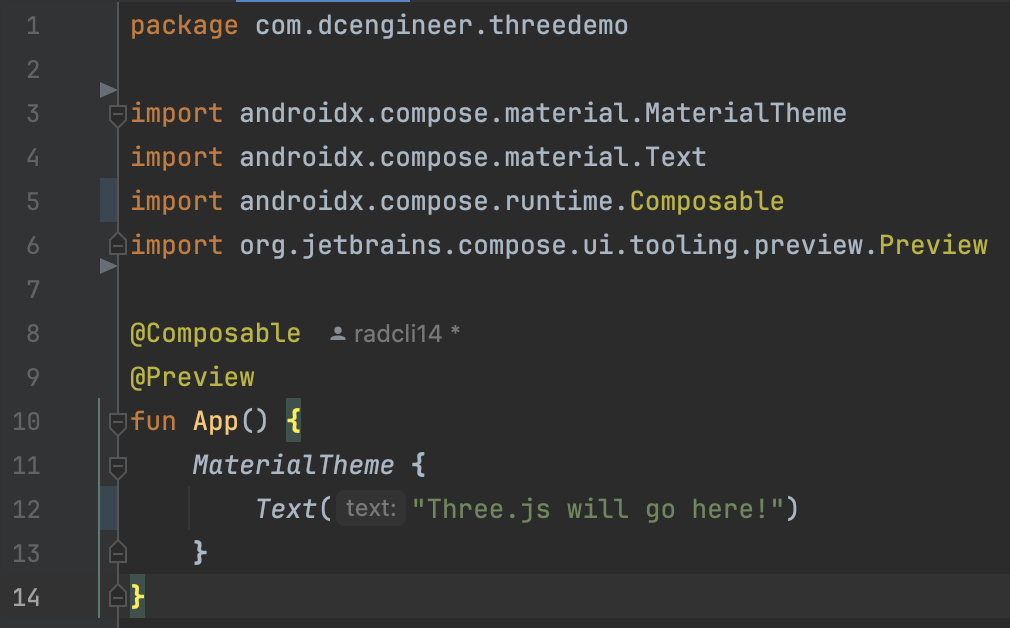 1 package com.dcengineer.threedemo
2
3 import androidx.compose.material.MaterialTheme
4 import androidx.compose.material.Text
5 import androidx.compose.runtime.Composable
6 import org.jetbrains.compose.ui.tooling.preview.Preview
7
8 @Composable radcli14 *
9 @Preview
10 fun App() {
11 MaterialTheme {
12 Text( text: "Three.js will go here!")
13 }
14 }